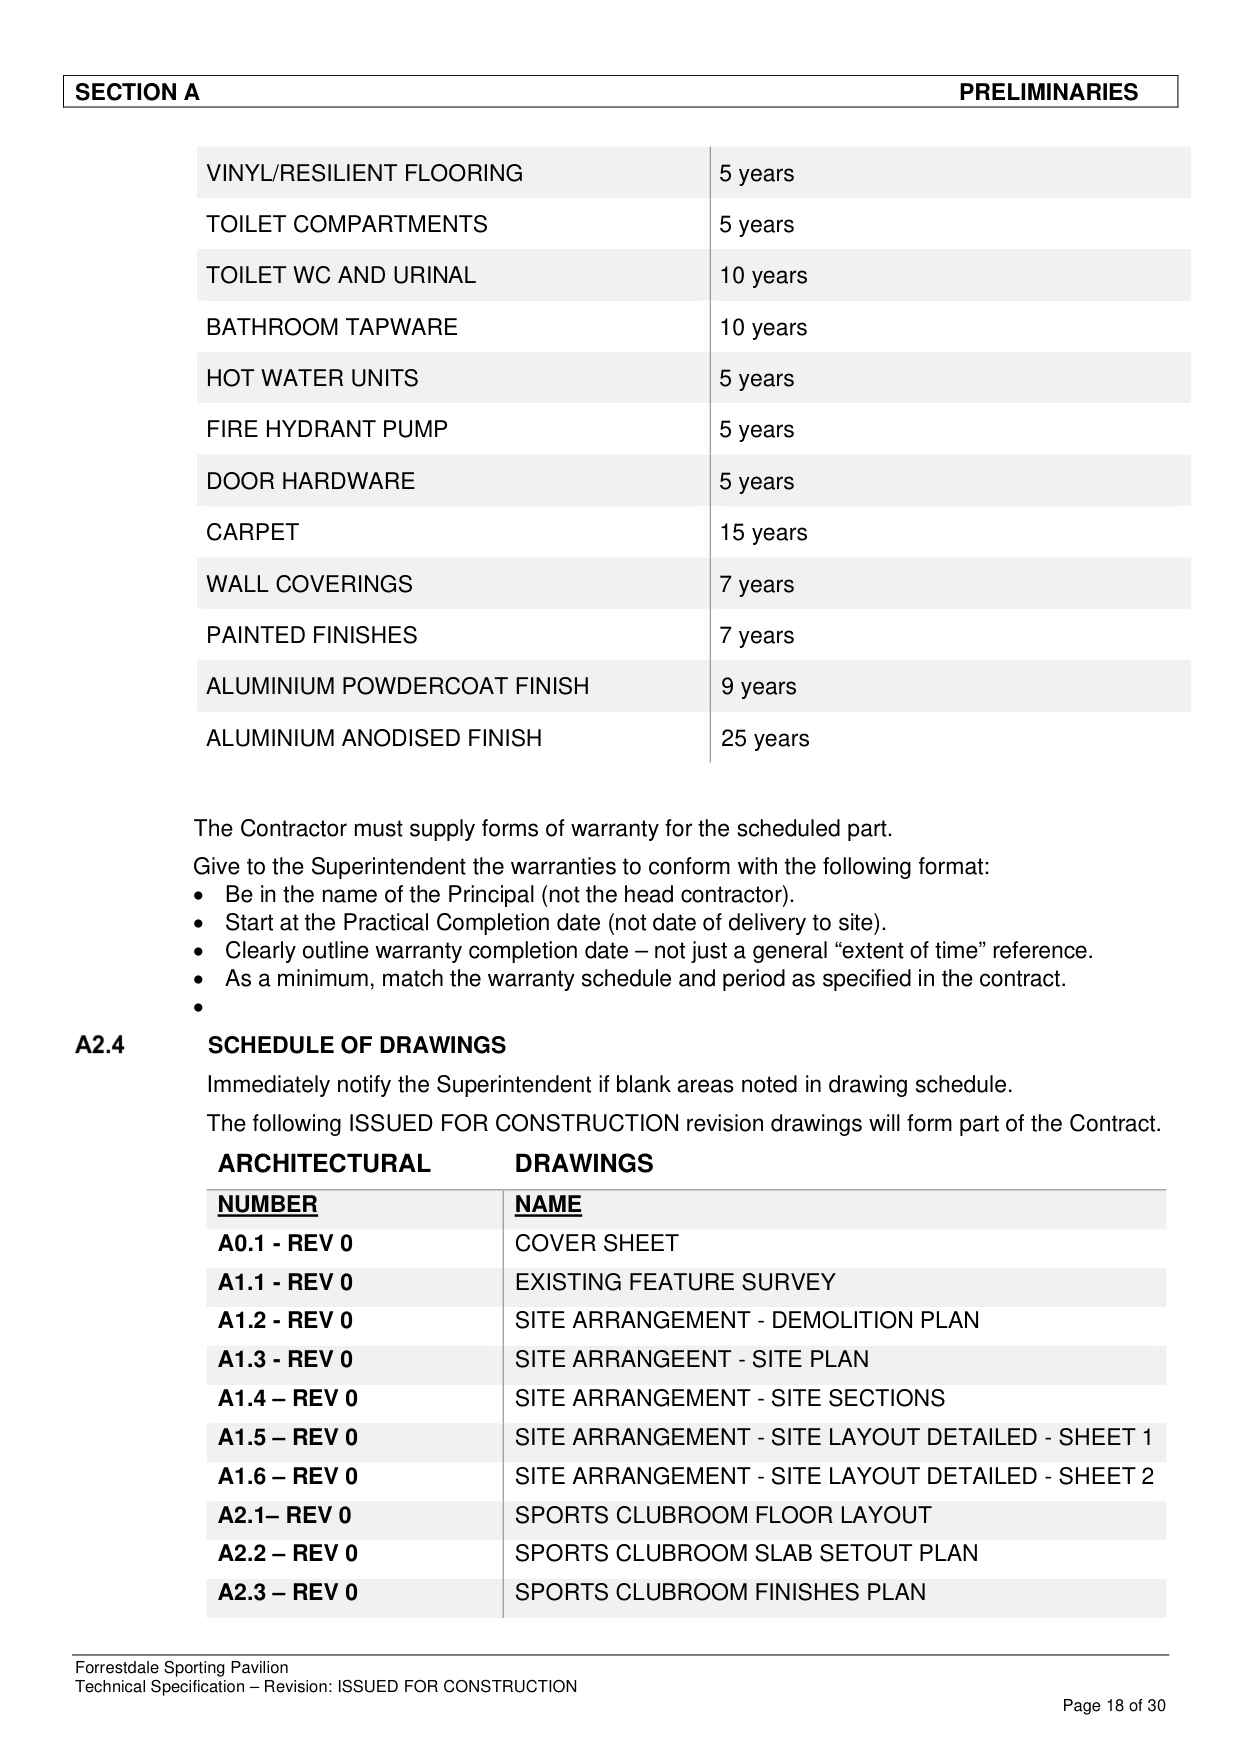 SECTION A PRELIMINARIES
VINYL/RESILIENT FLOORING 5 years
TOILET COMPARTMENTS 5 years
TOILET WC AND URINAL 10 years
BATHROOM TAPWARE 10 years
HOT WATER UNITS 5 years
FIRE HYDRANT PUMP 5 years
DOOR HARDWARE 5 years
CARPET 15 years
WALL COVERINGS 7 years
PAINTED FINISHES 7 years
ALUMINIUM POWDERCOAT FINISH 9 years
ALUMINIUM ANODISED FINISH 25 years
The Contractor must supply forms of warranty for the scheduled part.
Give to the Superintendent the warranties to conform with the following format:
• Be in the name of the Principal (not the head contractor).
• Start at the Practical Completion date (not date of delivery to site).
• Clearly outline warranty completion date – not just a general “extent of time” reference.
• As a minimum, match the warranty schedule and period as specified in the contract.
•
A2.4 SCHEDULE OF DRAWINGS
Immediately notify the Superintendent if blank areas noted in drawing schedule.
The following ISSUED FOR CONSTRUCTION revision drawings will form part of the Contract.
ARCHITECTURAL DRAWINGS
NUMBER NAME
A0.1 - REV 0 COVER SHEET
A1.1 - REV 0 EXISTING FEATURE SURVEY
A1.2 - REV 0 SITE ARRANGEMENT - DEMOLITION PLAN
A1.3 - REV 0 SITE ARRANGEENT - SITE PLAN
A1.4 – REV 0 SITE ARRANGEMENT - SITE SECTIONS
A1.5 – REV 0 SITE ARRANGEMENT - SITE LAYOUT DETAILED - SHEET 1
A1.6 – REV 0 SITE ARRANGEMENT - SITE LAYOUT DETAILED - SHEET 2
A2.1– REV 0 SPORTS CLUBROOM FLOOR LAYOUT
A2.2 – REV 0 SPORTS CLUBROOM SLAB SETOUT PLAN
A2.3 – REV 0 SPORTS CLUBROOM FINISHES PLAN
Forrestdale Sporting Pavilion
Technical Specification – Revision: ISSUED FOR CONSTRUCTION
Page 18 of 30